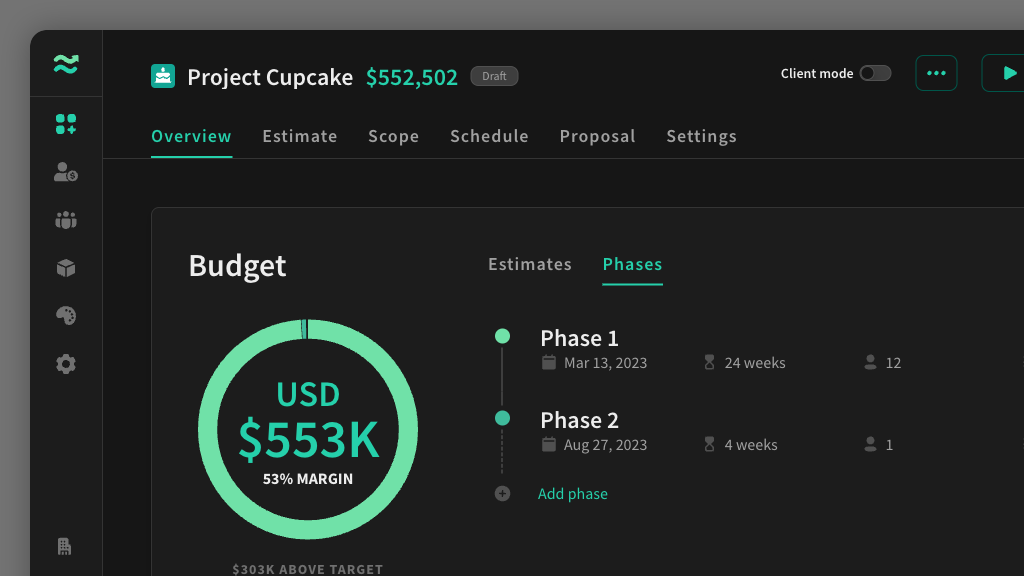 Project Cupcake $552,502 Draft
Client mode
Overview Estimate Scope Schedule Proposal Settings
Budget
Estimates Phases
USD
$553K
53% MARGIN
$303K ABOVE TARGET
Phase 1
Mar 13, 2023 24 weeks 12
Phase 2
Aug 27, 2023 4 weeks 1
Add phase